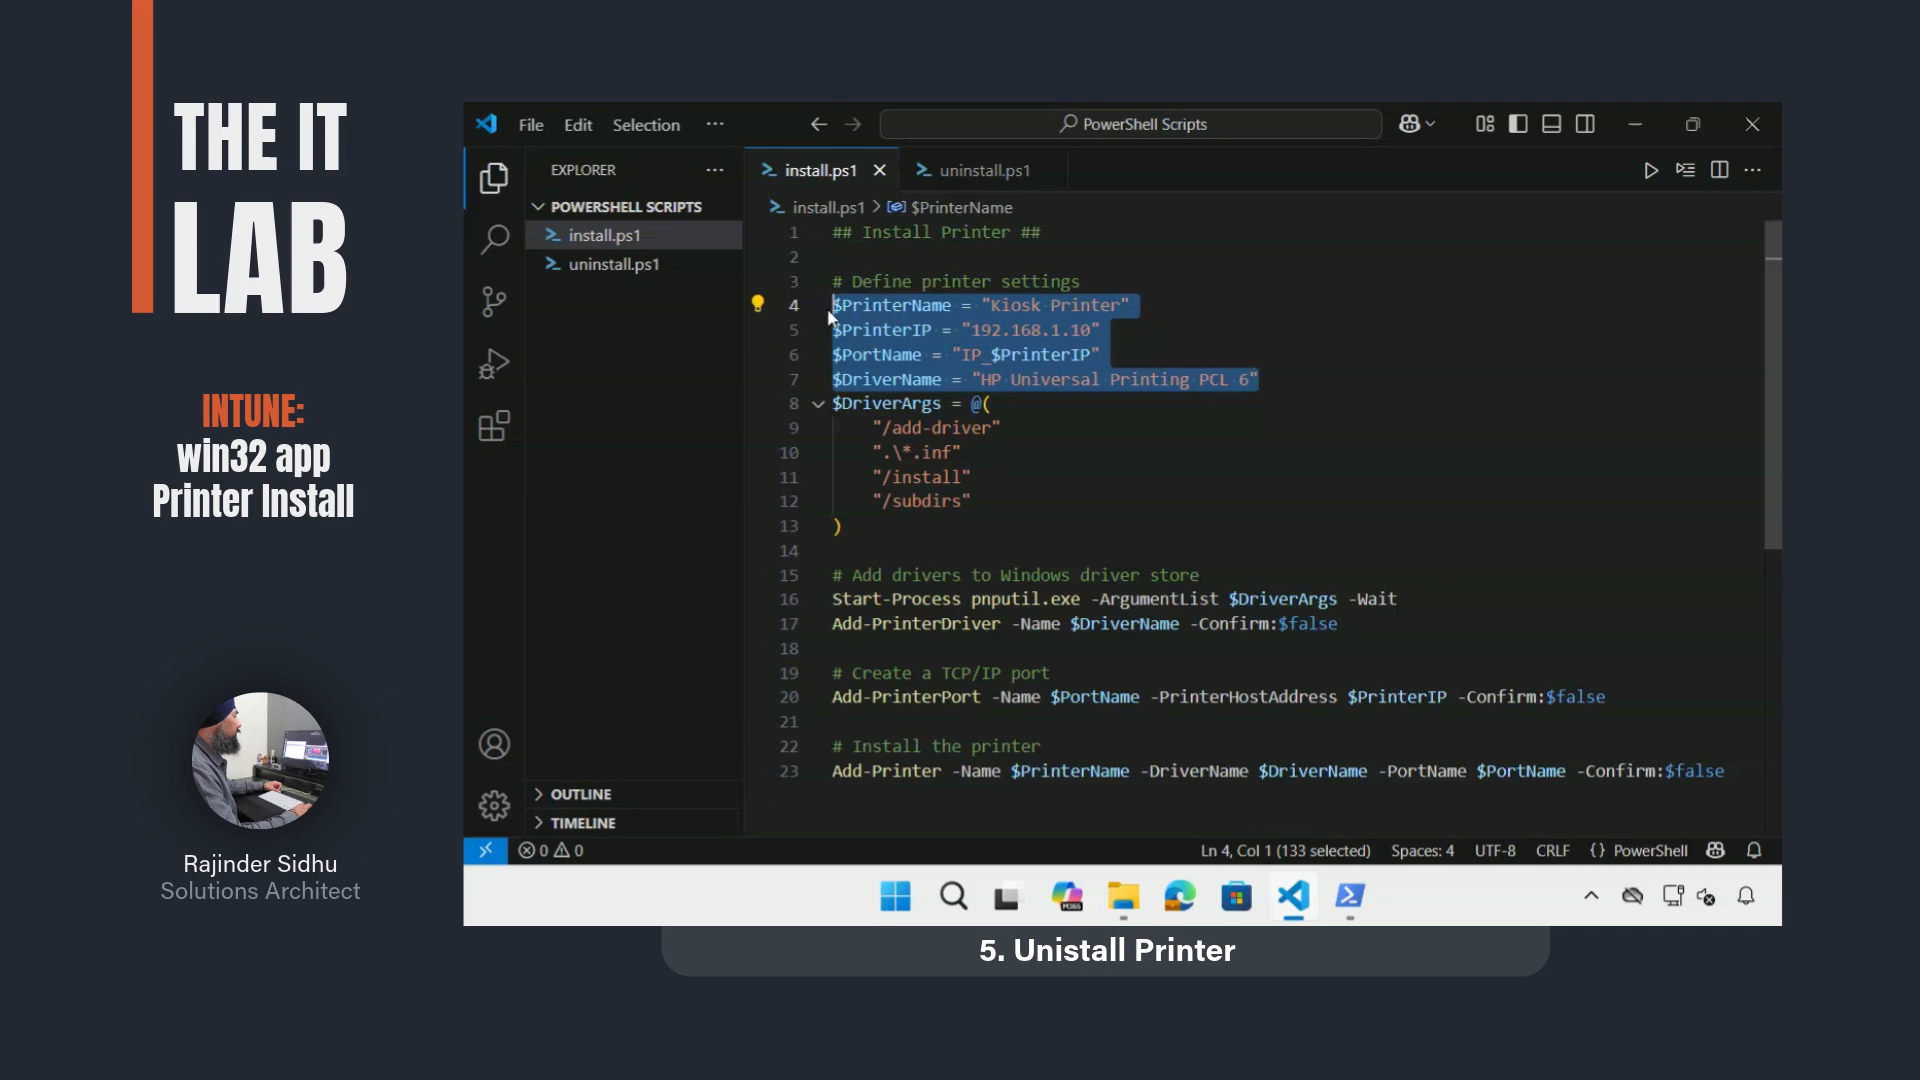 THE IT
LAB
INTUNE:
win32 app
Printer Install
Rajinder Sidhu
Solutions Architect
File Edit Selection ···
PowerShell Scripts
EXPLORER ···
POWERSHELL SCRIPTS
install.ps1
uninstall.ps1
OUTLINE
TIMELINE
install.ps1 uninstall.ps1
install.ps1 > $PrinterName
1 ## Install Printer ##
2
3 # Define printer settings
4 $PrinterName = "Kiosk Printer"
5 $PrinterIP = "192.168.1.10"
6 $PortName = "IP_$PrinterIP"
7 $DriverName = "HP Universal Printing PCL 6"
8 $DriverArgs = @(
9 "/add-driver"
10 ".\*.inf"
11 "/install"
12 "/subdirs"
13 )
14
15 # Add drivers to Windows driver store
16 Start-Process pnputil.exe -ArgumentList $DriverArgs -Wait
17 Add-PrinterDriver -Name $DriverName -Confirm:$false
18
19 # Create a TCP/IP port
20 Add-PrinterPort -Name $PortName -PrinterHostAddress $PrinterIP -Confirm:$false
21
22 # Install the printer
23 Add-Printer -Name $PrinterName -DriverName $DriverName -PortName $PortName -Confirm:$false
0 0 Ln 4, Col 1 (133 selected) Spaces: 4 UTF-8 CRLF {} PowerShell
M365
5. Unistall Printer